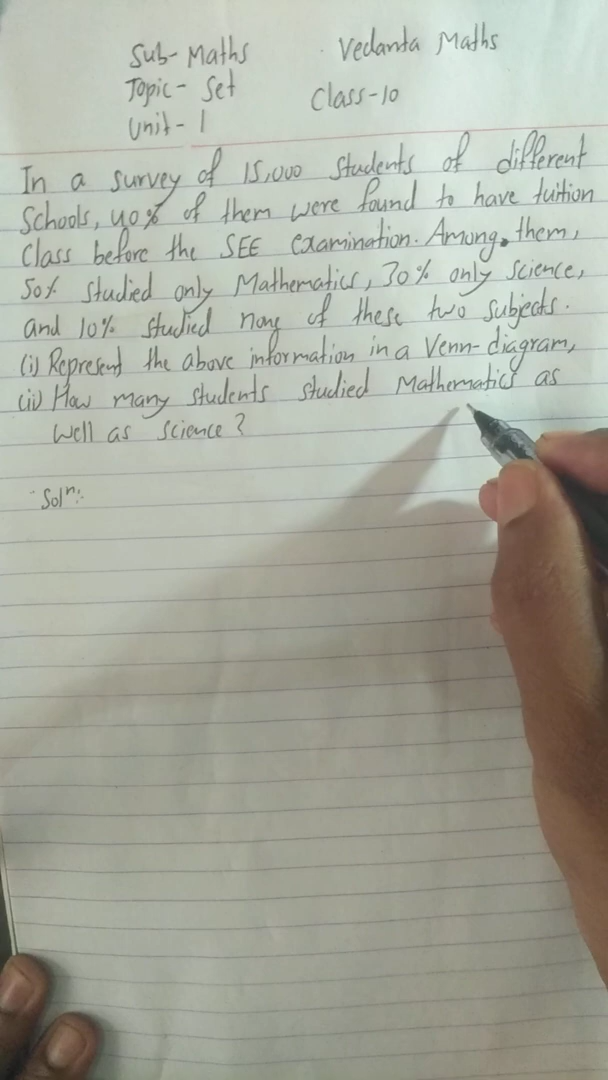 Sub- Maths Vedanta Maths
Topic- Set Class-10
Unit- 1
In a survey of 15,000 students of different
Schools, 40% of them were found to have tuition
Class before the SEE examination. Among them,
50% studied only Mathematics, 30% only science,
and 10% studied none of these two subjects.
(i) Represent the above information in a Venn-diagram,
(ii) How many students studied Mathematics as
well as science?
Solⁿ: